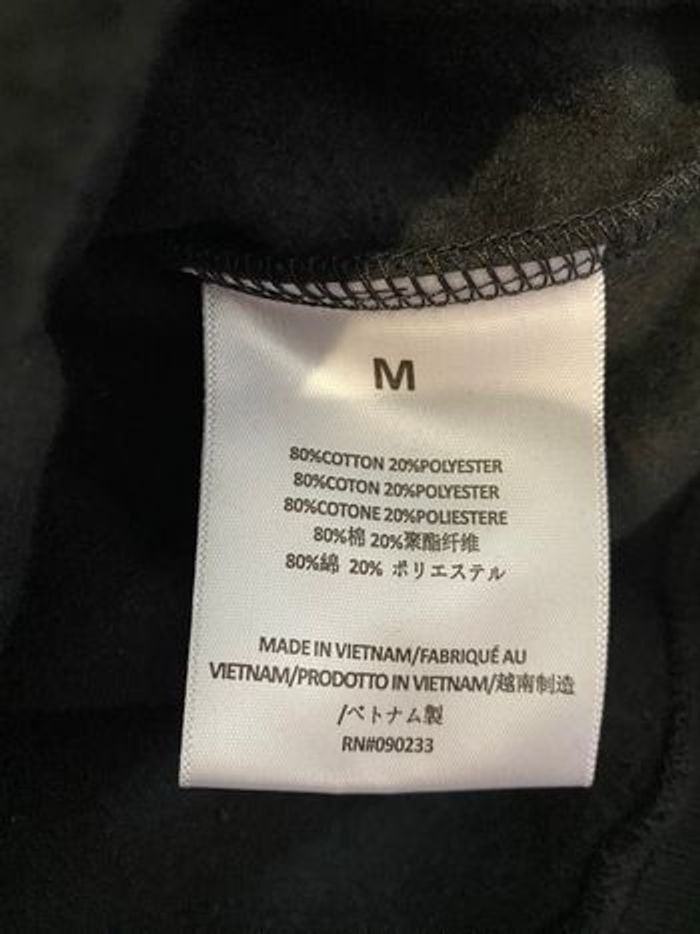 M
80%COTTON 20%POLYESTER
80%COTON 20%POLYESTER
80%COTONE 20%POLIESTERE
80%棉 20%聚酯纤维
80%綿 20% ポリエステル
MADE IN VIETNAM/FABRIQUÉ AU
VIETNAM/PRODOTTO IN VIETNAM/越南制造
/ベトナム製
RN#090233